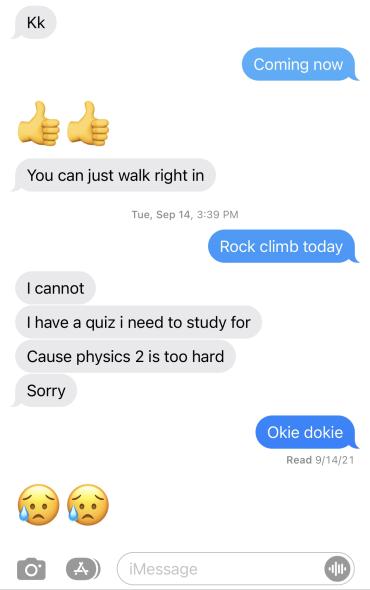 Kk
Coming now
👍👍
You can just walk right in
Tue, Sep 14, 3:39 PM
Rock climb today
I cannot
I have a quiz i need to study for
Cause physics 2 is too hard
Sorry
Okie dokie
Read 9/14/21
😥😥
iMessage